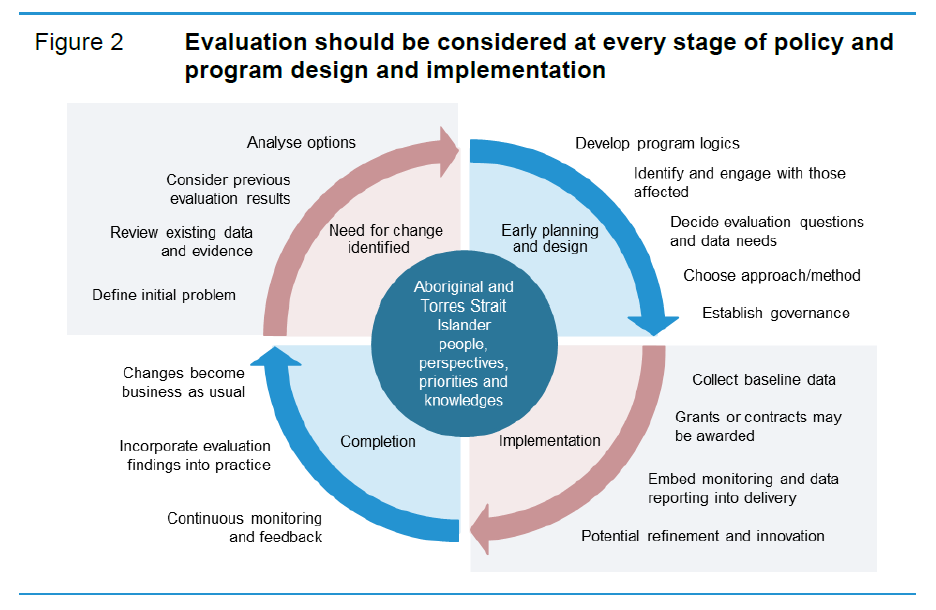 Figure 2
Evaluation should be considered at every stage of policy and
program design and implementation
Analyse options
Consider previous
evaluation results
Review existing data
and evidence
Define initial problem
Need for change
identified
Develop program logics
Identify and engage with those
affected
Decide evaluation questions
and data needs
Choose approach/method
Establish governance
Early planning
and design
Aboriginal and
Torres Strait
Islander
people,
perspectives,
priorities and
knowledges
Collect baseline data
Grants or contracts may
be awarded
Embed monitoring and data
reporting into delivery
Potential refinement and innovation
Implementation
Completion
Changes become
business as usual
Incorporate evaluation
findings into practice
Continuous monitoring
and feedback